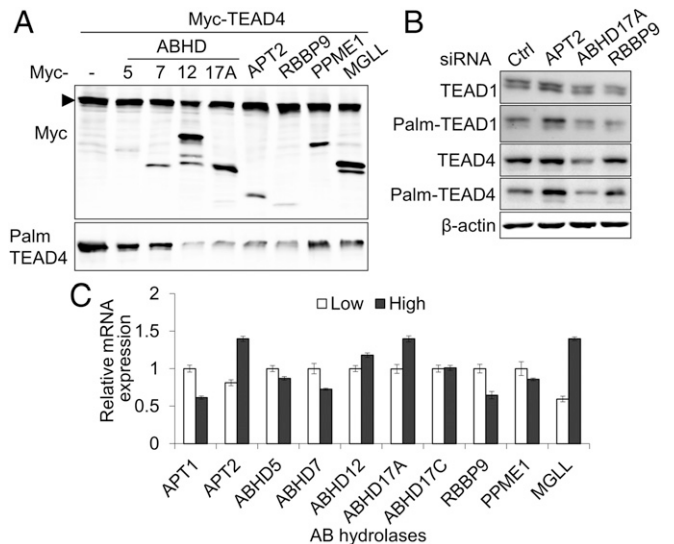 A
Myc-TEAD4
ABHD
Myc- - 5 7 12 17A APT2 RBBP9 PPME1 MGLL
Myc
Palm
TEAD4
B
siRNA Ctrl APT2 ABHD17A RBBP9
TEAD1
Palm-TEAD1
TEAD4
Palm-TEAD4
β-actin
C
Relative mRNA
expression
2
1.5
1
0.5
0
Low High
APT1 APT2 ABHD5 ABHD7 ABHD12 ABHD17A ABHD17C RBBP9 PPME1 MGLL
AB hydrolases